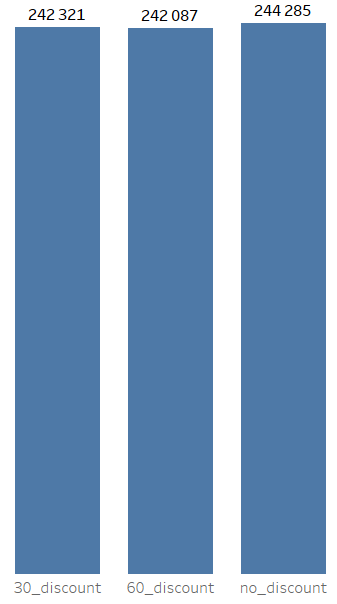 242 321
242 087
244 285
30_discount
60_discount
no_discount